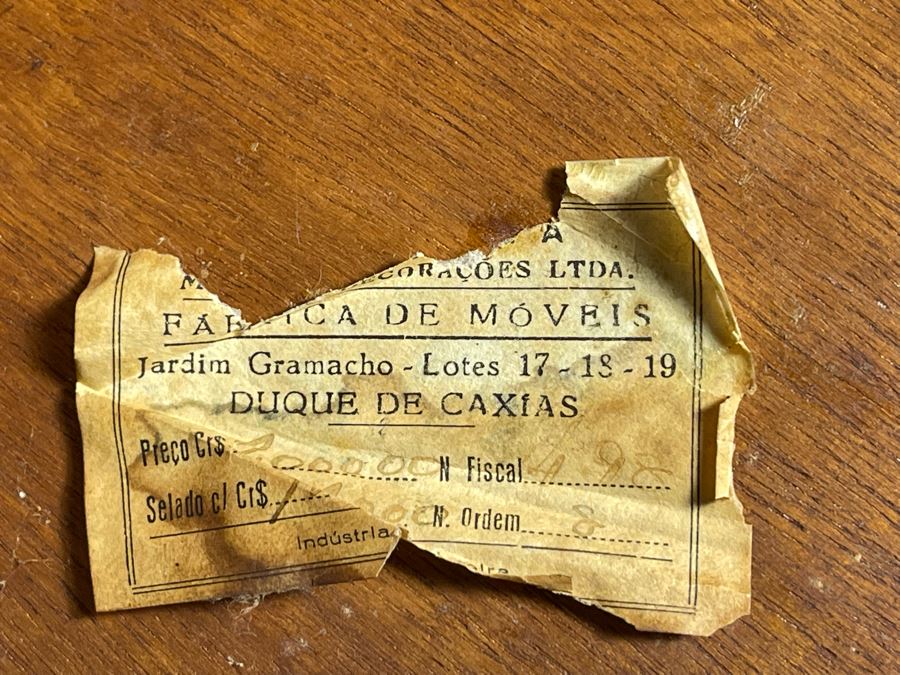 A
DECORAÇÕES LTDA.
FÁBRICA DE MÓVEIS
Jardim Gramacho - Lotes 17 - 18 - 19
DUQUE DE CAXIAS
Preço Cr$ N Fiscal
Selado c/ Cr$ N. Ordem 8
Indústria